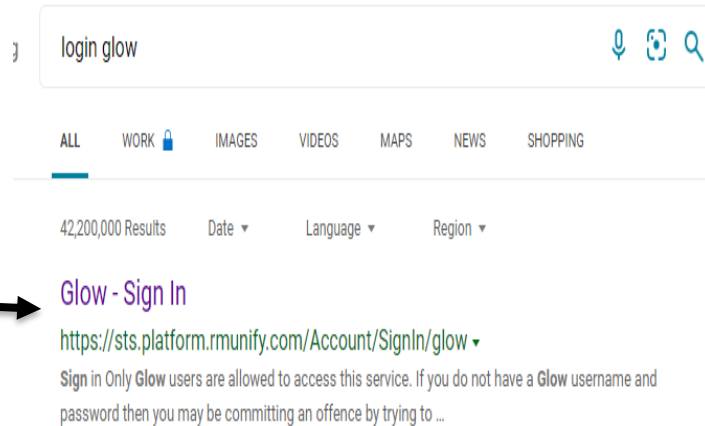 g
login glow
ALL WORK IMAGES VIDEOS MAPS NEWS SHOPPING
42,200,000 Results Date Language Region
Glow - Sign In
https://sts.platform.rmunify.com/Account/SignIn/glow
Sign in Only Glow users are allowed to access this service. If you do not have a Glow username and
password then you may be committing an offence by trying to ...